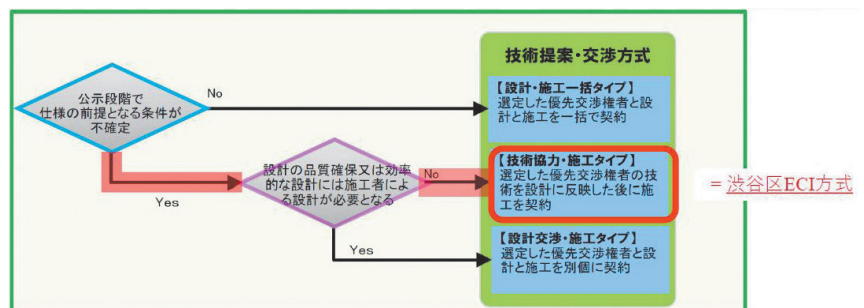 技術提案・交渉方式
公示段階で
仕様の前提となる条件が
不確定
No
【設計・施工一括タイプ】
選定した優先交渉権者と設
計と施工を一括で契約
Yes
設計の品質確保又は効率
的な設計には施工者によ
る設計が必要となる
No
【技術協力・施工タイプ】
選定した優先交渉権者の技
術を設計に反映した後に施
工を契約
= 渋谷区ECI方式
Yes
【設計交渉・施工タイプ】
選定した優先交渉権者と設
計と施工を別個に契約